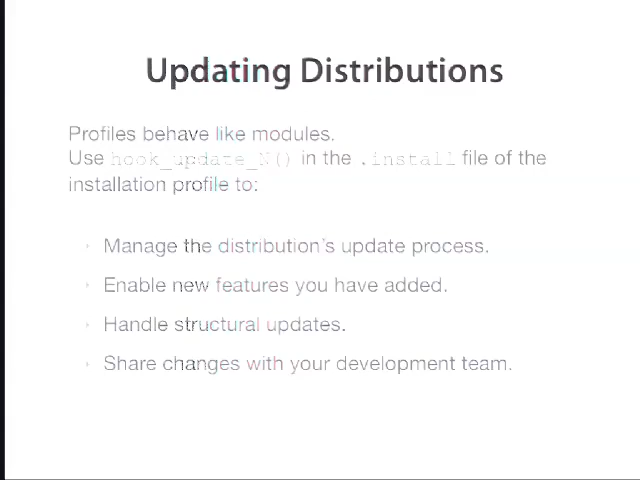 Updating Distributions
Profiles behave like modules.
Use hook_update_N() in the .install file of the
installation profile to:
Manage the distribution's update process.
Enable new features you have added.
Handle structural updates.
Share changes with your development team.